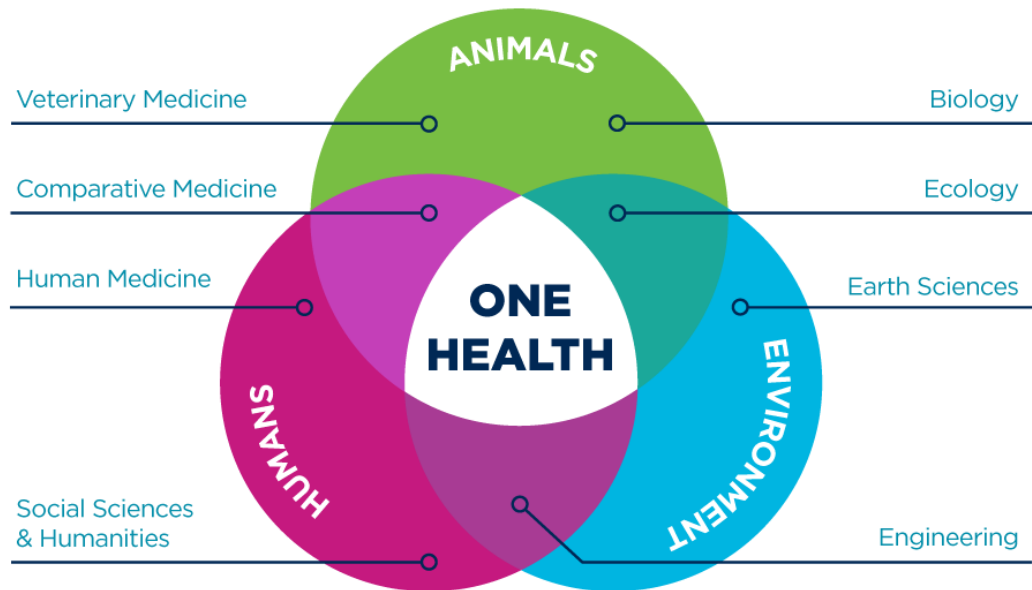 ANIMALS
Veterinary Medicine
Biology
Comparative Medicine
Ecology
Human Medicine
Earth Sciences
ONE
HEALTH
HUMANS
ENVIRONMENT
Social Sciences
& Humanities
Engineering